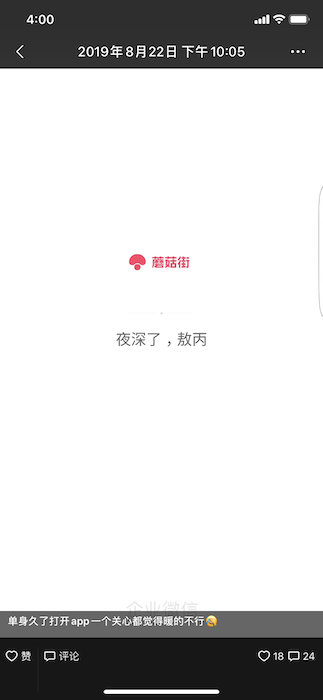 4:00
2019年8月22日 下午10:05
蘑菇街
夜深了，敖丙
企业微信
单身久了打开app一个关心都觉得暖的不行
赞
评论
18
24